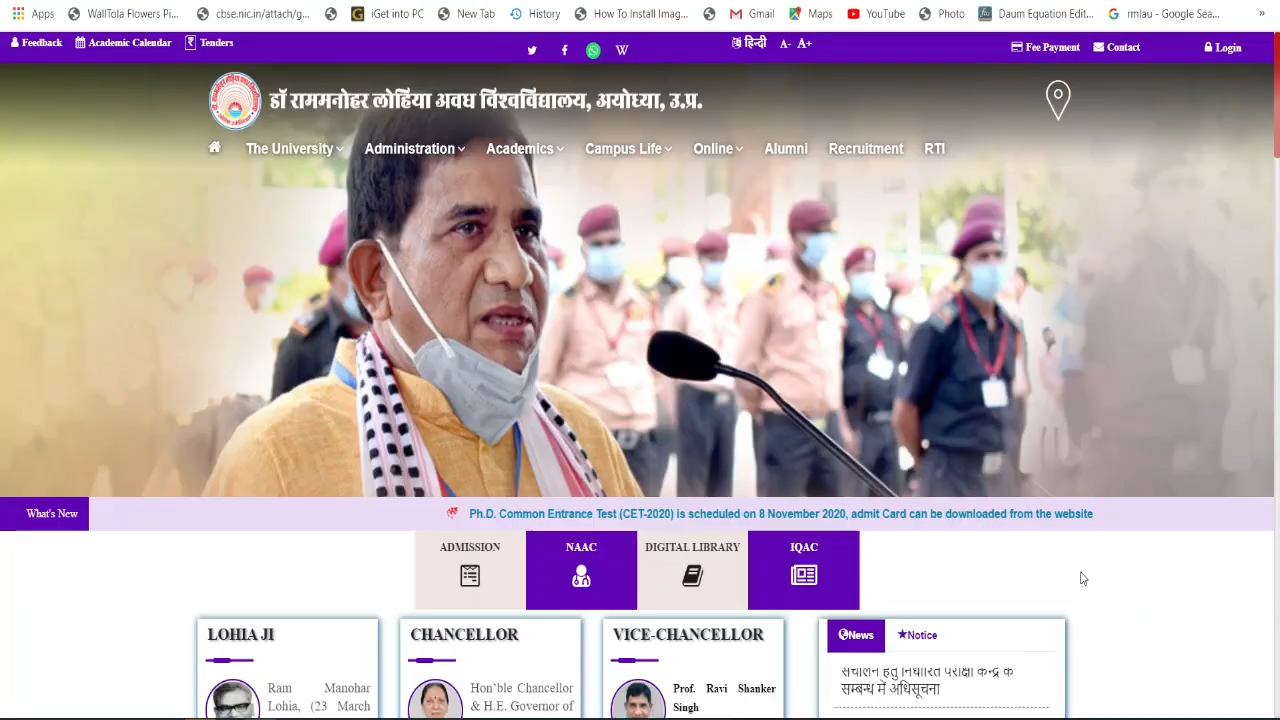 Apps WallTola Flowers Pi... cbse.nic.in/attach/g... iGet into PC New Tab History How to Install Imag... Gmail Maps YouTube Photo Daum Equation Edit... rmlau - Google Sea... »
Feedback Academic Calendar Tenders W हिन्दी A- A+ Fee Payment Contact Login
डॉ राममनोहर लोहिया अवध विश्वविद्यालय, अयोध्या, उ.प्र.
The University Administration Academics Campus Life Online Alumni Recruitment RTI
What's New Ph.D. Common Entrance Test (CET-2020) is scheduled on 8 November 2020, admit Card can be downloaded from the website
ADMISSION NAAC DIGITAL LIBRARY IQAC
LOHIA JI CHANCELLOR VICE-CHANCELLOR News Notice
संचालन हेतु निर्धारित परीक्षा केन्द्र के
सम्बन्ध में अधिसूचना
Ram Manohar Hon'ble Chancellor Prof. Ravi Shanker
Lohia, (23 March & H.E. Governor of Singh